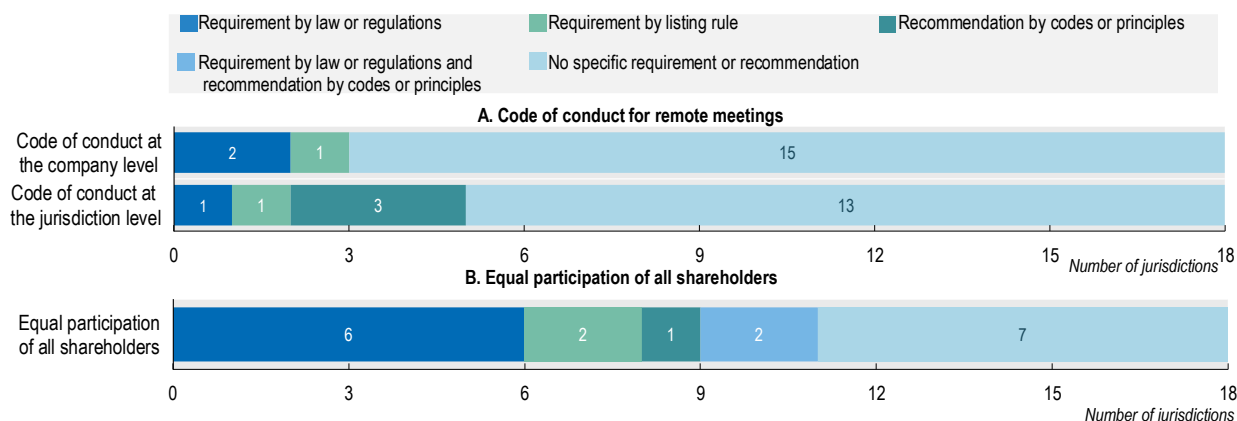 Requirement by law or regulations
Requirement by listing rule
Recommendation by codes or principles
Requirement by law or regulations and
recommendation by codes or principles
No specific requirement or recommendation
A. Code of conduct for remote meetings
Code of conduct at
the company level
2
1
15
Code of conduct at
the jurisdiction level
1
1
3
13
0
3
6
9
12
15
18
Number of jurisdictions
B. Equal participation of all shareholders
Equal participation
of all shareholders
6
2
1
2
7
0
3
6
9
12
15
18
Number of jurisdictions